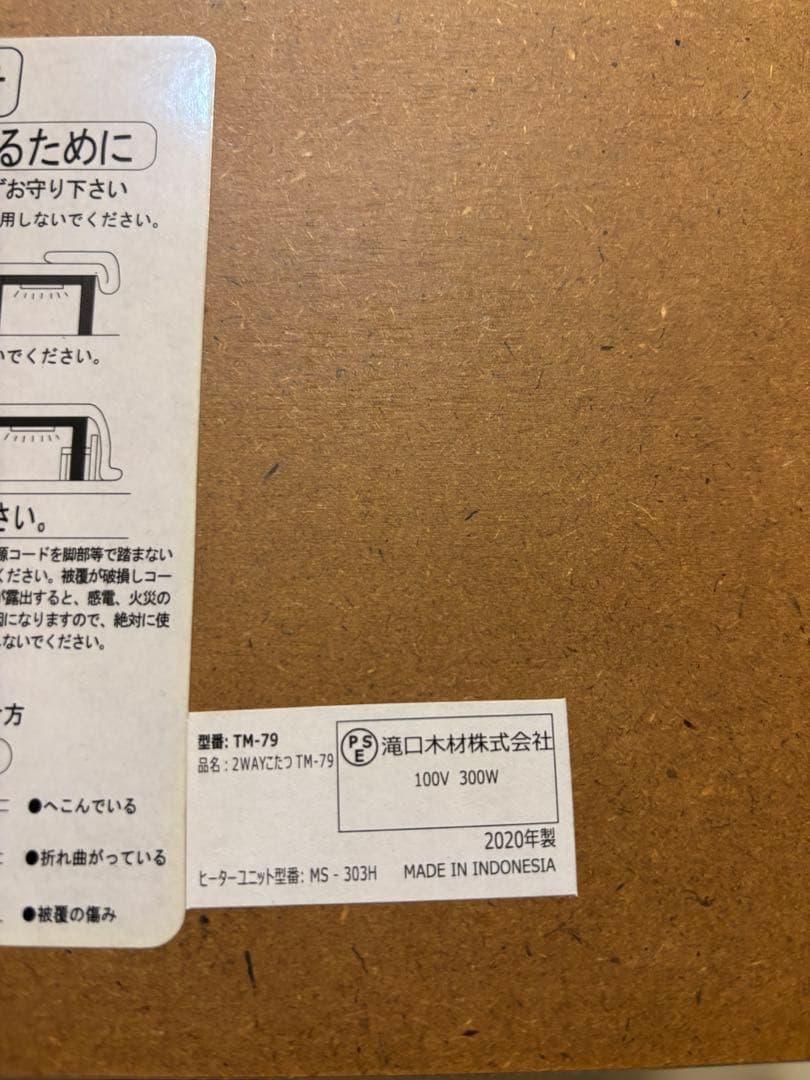 るために
お守り下さい
用しないでください。
でください。
さい。
源コードを脚部等で踏まない
ください。被覆が破損しコー
が露出すると、感電、火災の
因になりますので、絶対に使
しないでください。
方
●へこんでいる
●折れ曲がっている
●被覆の傷み
型番: TM-79
品名 : 2WAYこたつ TM-79
PSE 滝口木材株式会社
100V 300W
2020年製
ヒーターユニット型番: MS - 303H
MADE IN INDONESIA